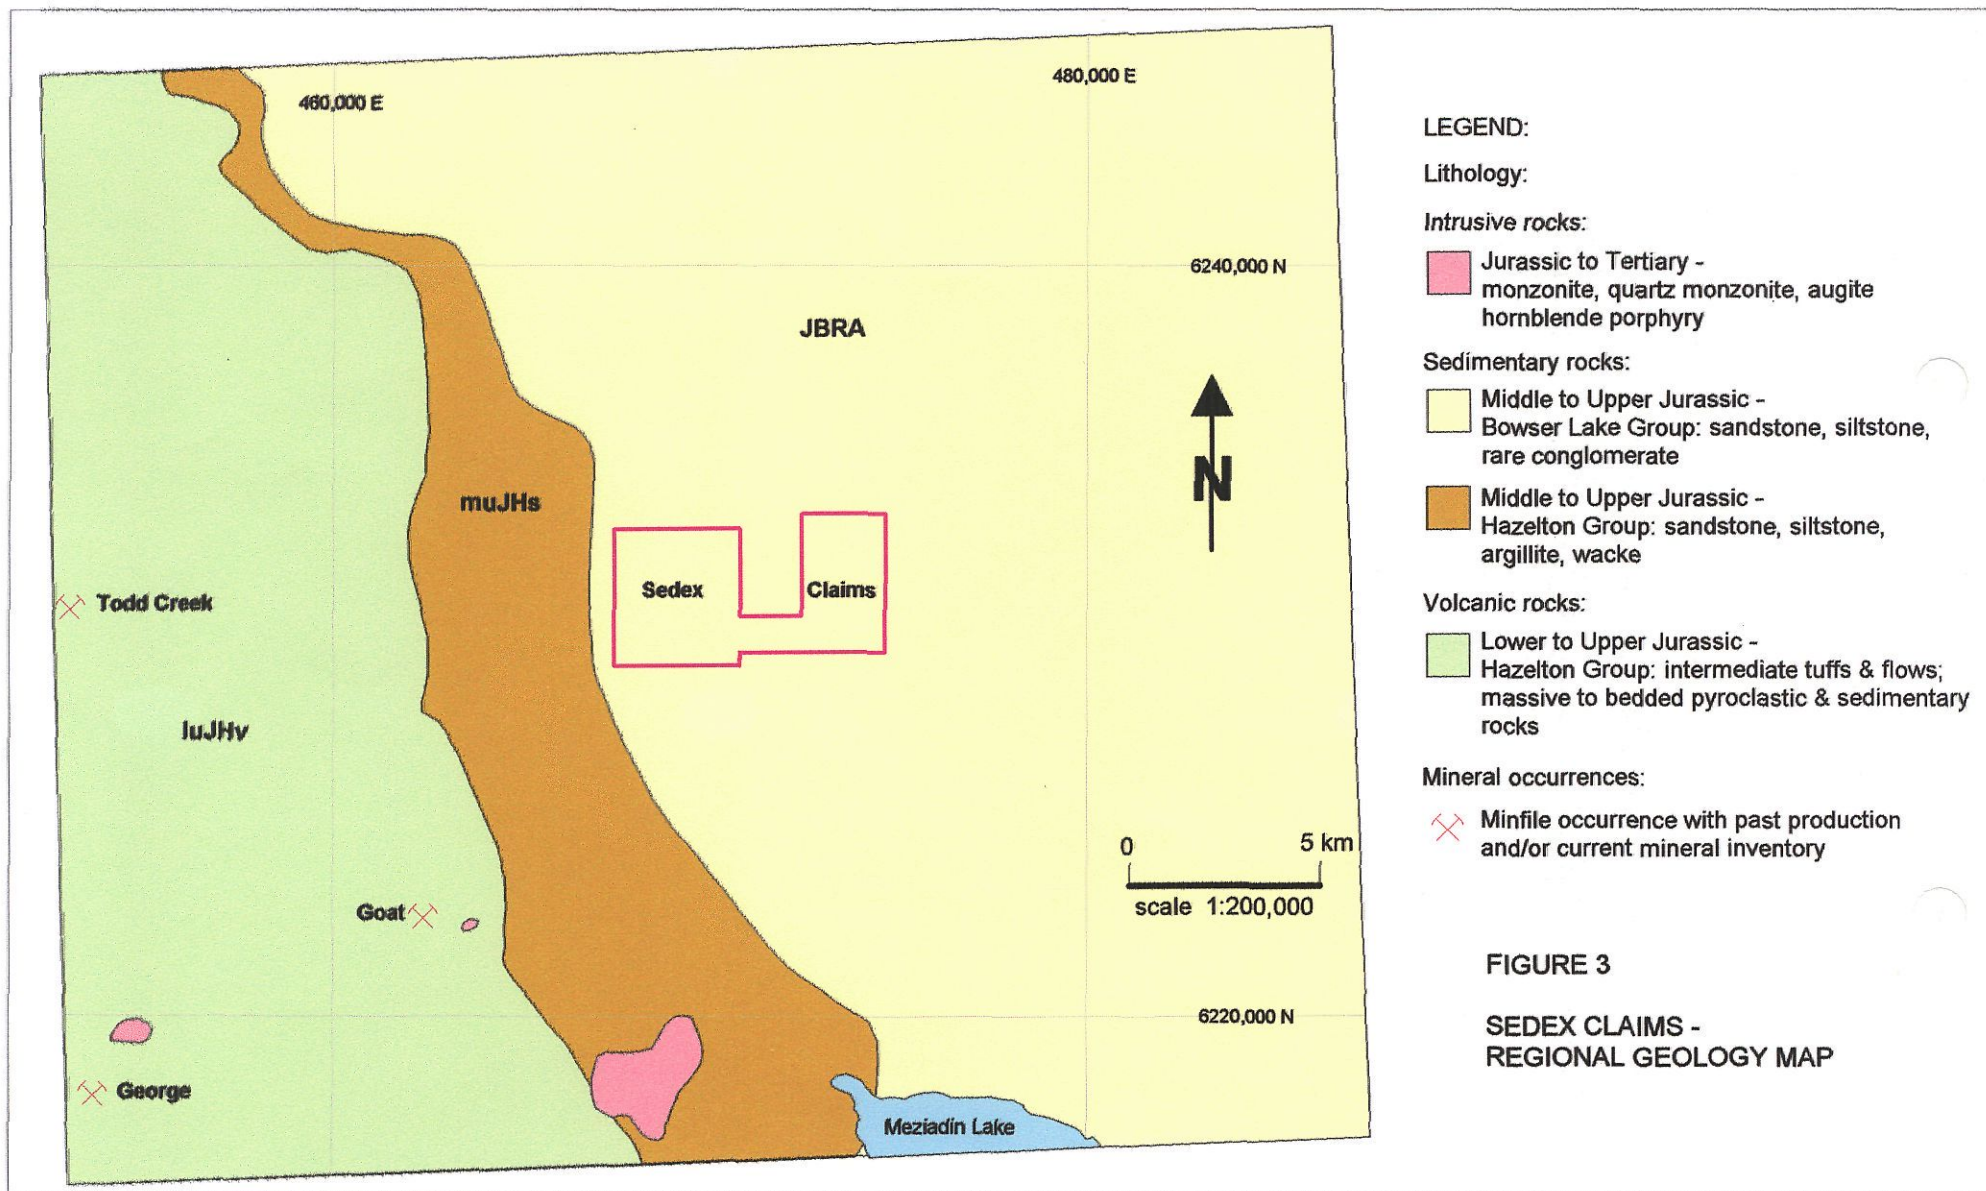 460,000 E
480,000 E
6240,000 N
JBRA
N
muJHs
Sedex
Claims
Todd Creek
luJHv
0
5 km
scale 1:200,000
Goat
6220,000 N
George
Meziadin Lake
LEGEND:
Lithology:
Intrusive rocks:
Jurassic to Tertiary -
monzonite, quartz monzonite, augite
hornblende porphyry
Sedimentary rocks:
Middle to Upper Jurassic -
Bowser Lake Group: sandstone, siltstone,
rare conglomerate
Middle to Upper Jurassic -
Hazelton Group: sandstone, siltstone,
argillite, wacke
Volcanic rocks:
Lower to Upper Jurassic -
Hazelton Group: intermediate tuffs & flows;
massive to bedded pyroclastic & sedimentary
rocks
Mineral occurrences:
Minfile occurrence with past production
and/or current mineral inventory
FIGURE 3
SEDEX CLAIMS -
REGIONAL GEOLOGY MAP